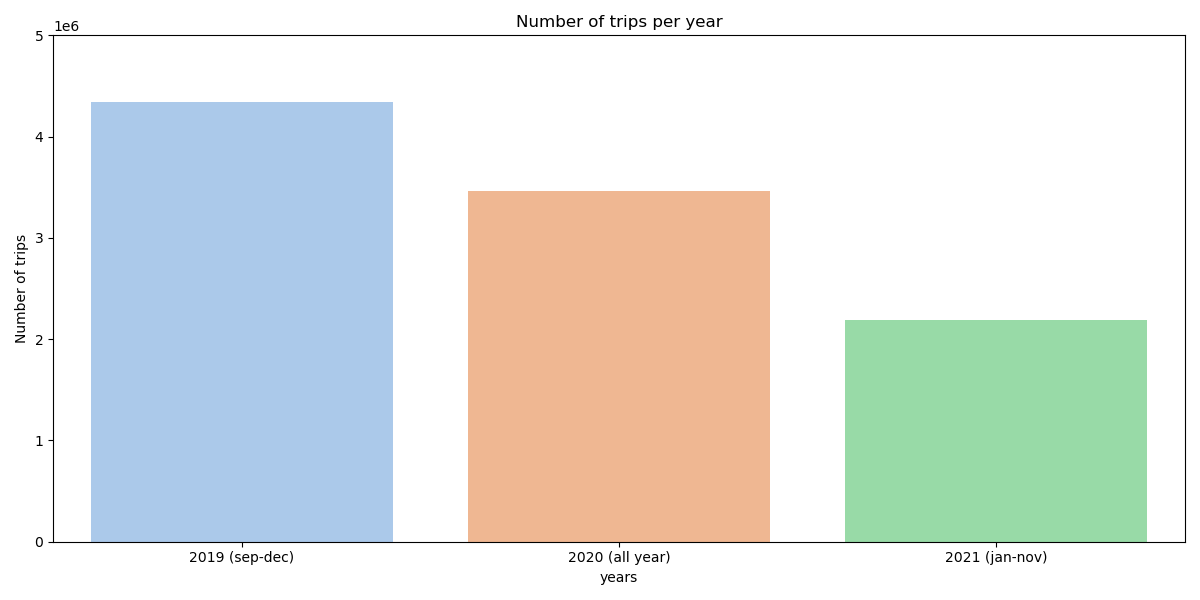 Number of trips per year
1e6
5
4
3
2
1
0
Number of trips
2019 (sep-dec)
2020 (all year)
2021 (jan-nov)
years